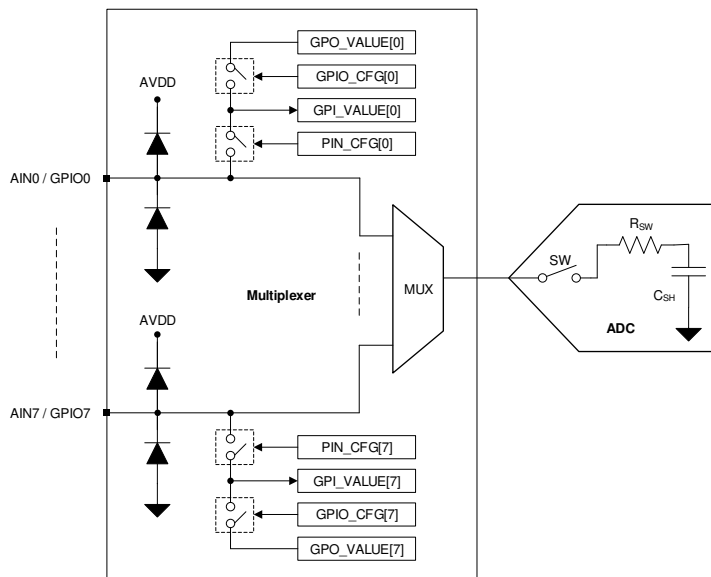 GPO_VALUE[0]
GPIO_CFG[0]
GPI_VALUE[0]
PIN_CFG[0]
AVDD
AIN0 / GPIO0
Multiplexer
MUX
SW
RSW
CSH
ADC
AVDD
AIN7 / GPIO7
PIN_CFG[7]
GPI_VALUE[7]
GPIO_CFG[7]
GPO_VALUE[7]